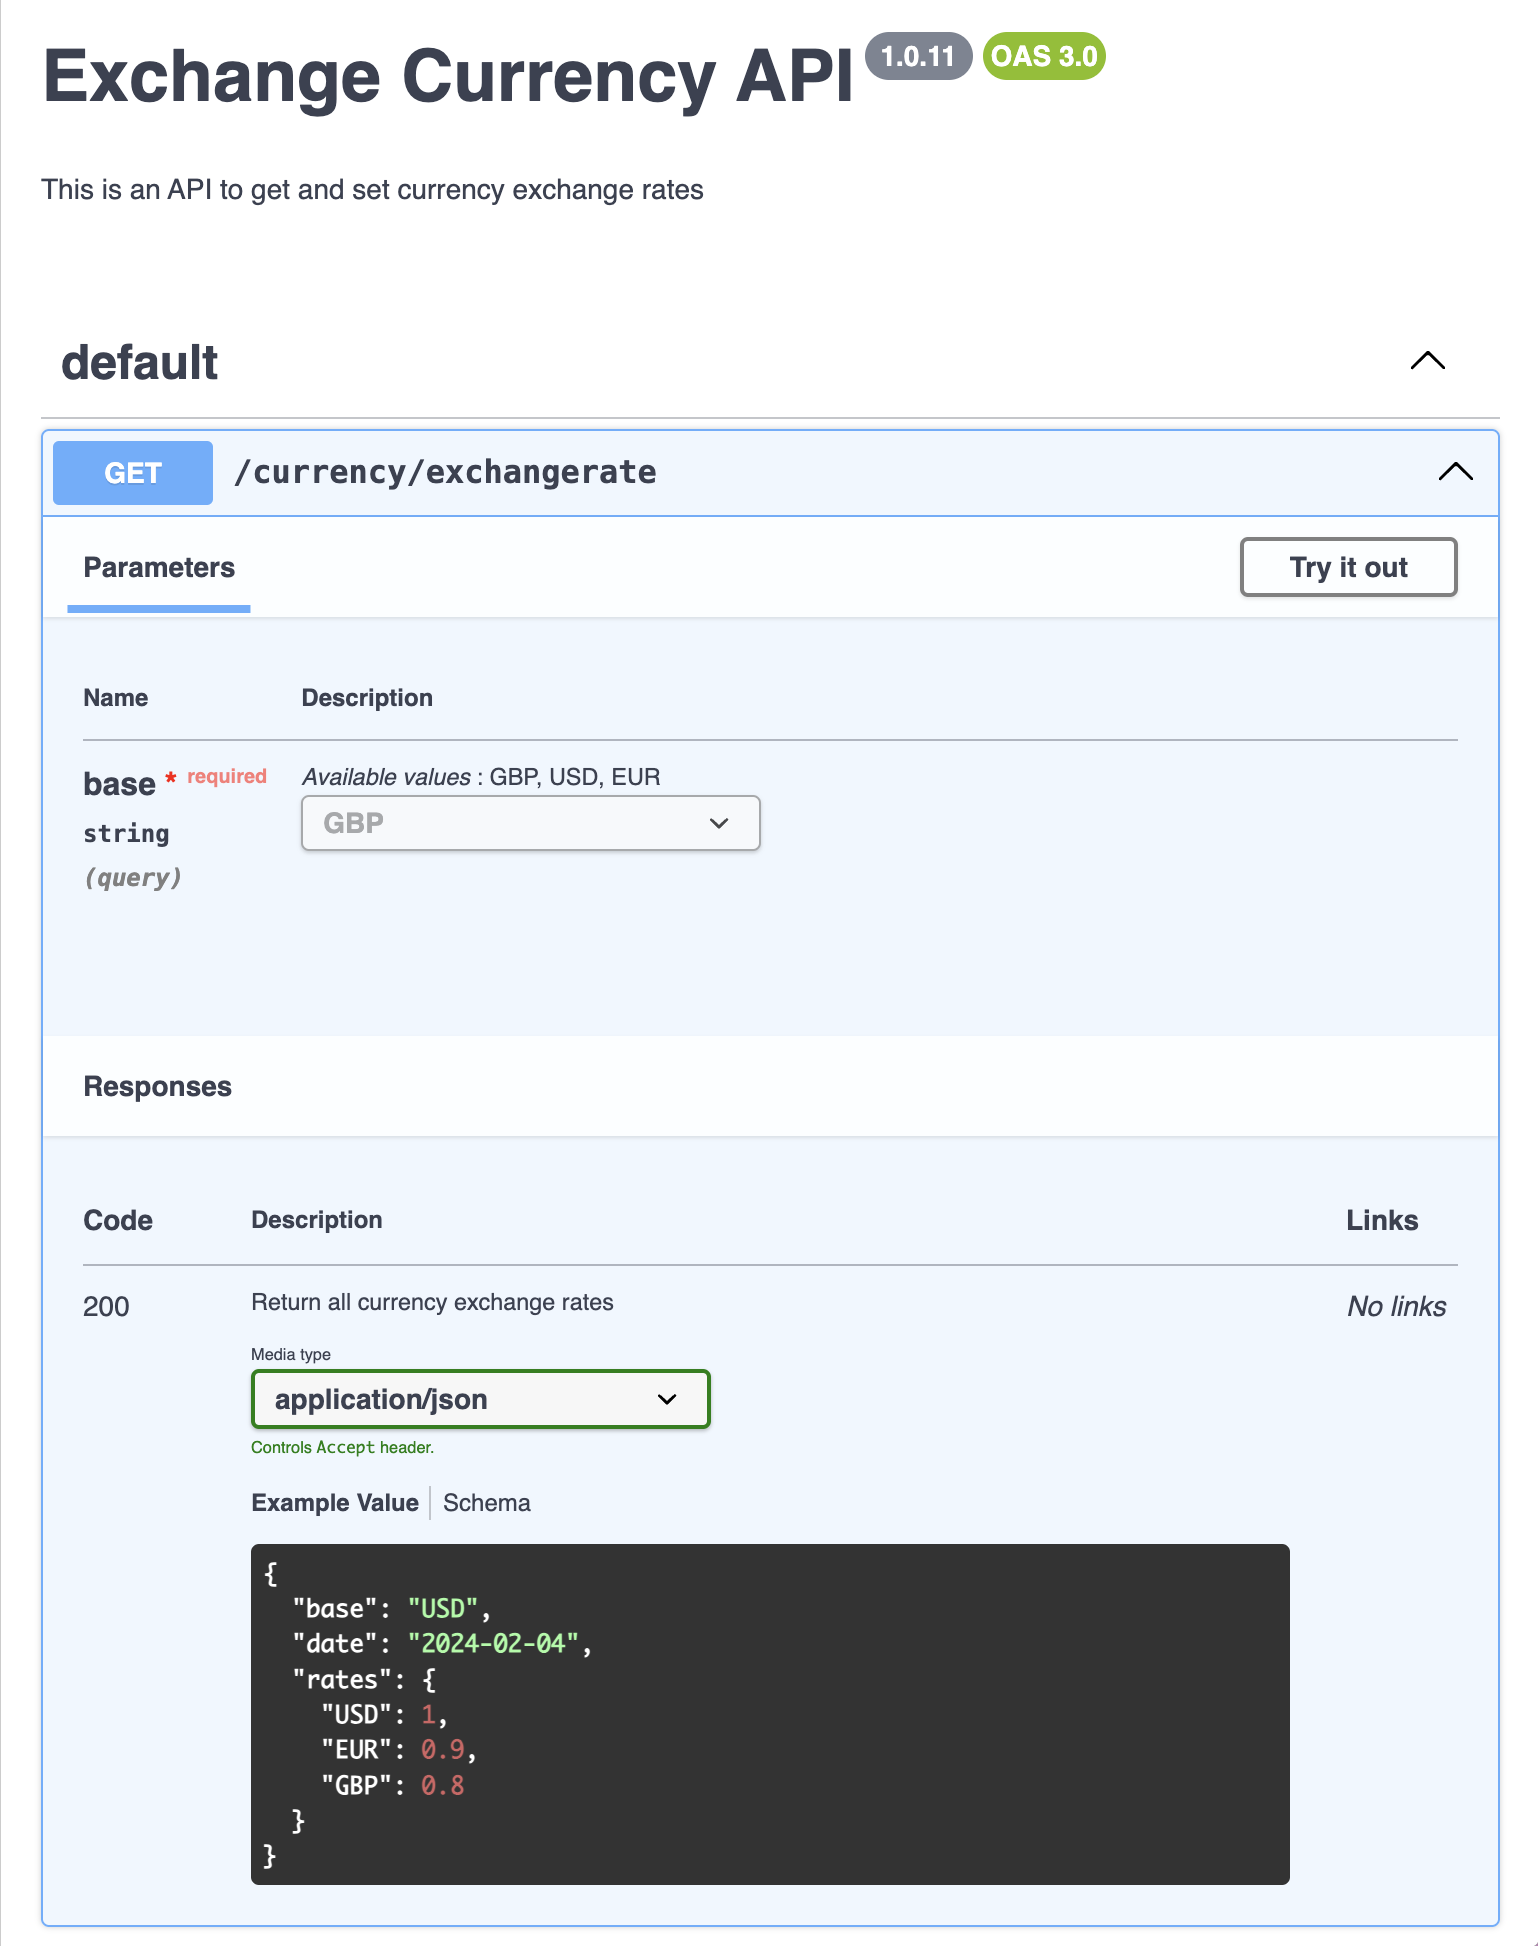 Exchange Currency API 1.0.11 OAS 3.0
This is an API to get and set currency exchange rates
default
GET /currency/exchangerate
Parameters Try it out
Name Description
base * required Available values : GBP, USD, EUR
GBP
string
(query)
Responses
Code Description Links
200 Return all currency exchange rates No links
Media type
application/json
Controls Accept header.
Example Value Schema
{
  "base": "USD",
  "date": "2024-02-04",
  "rates": {
    "USD": 1,
    "EUR": 0.9,
    "GBP": 0.8
  }
}